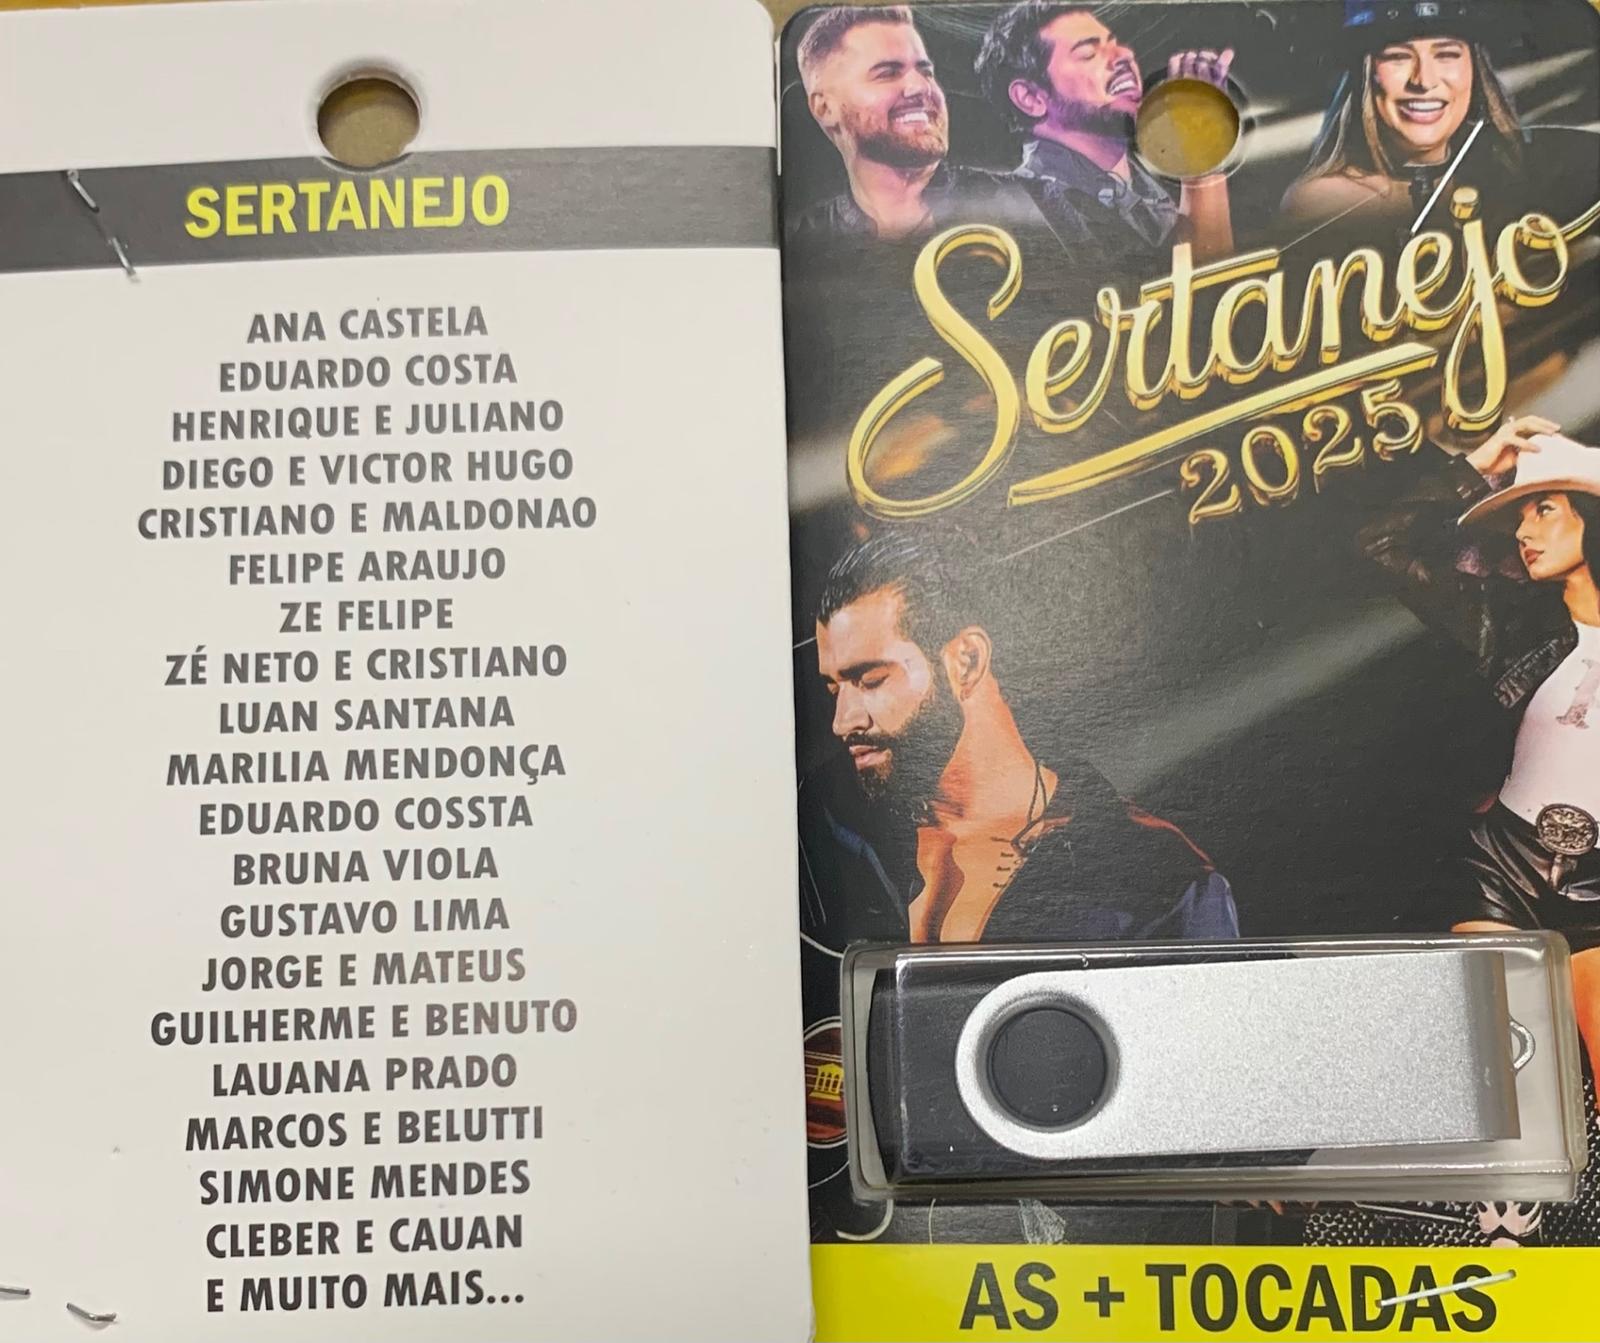 SERTANEJO
ANA CASTELA
EDUARDO COSTA
HENRIQUE E JULIANO
DIEGO E VICTOR HUGO
CRISTIANO E MALDONAO
FELIPE ARAUJO
ZE FELIPE
ZÉ NETO E CRISTIANO
LUAN SANTANA
MARILIA MENDONÇA
EDUARDO COSSTA
BRUNA VIOLA
GUSTAVO LIMA
JORGE E MATEUS
GUILHERME E BENUTO
LAUANA PRADO
MARCOS E BELUTTI
SIMONE MENDES
CLEBER E CAUAN
E MUITO MAIS...
Sertanejo
2025
AS + TOCADAS